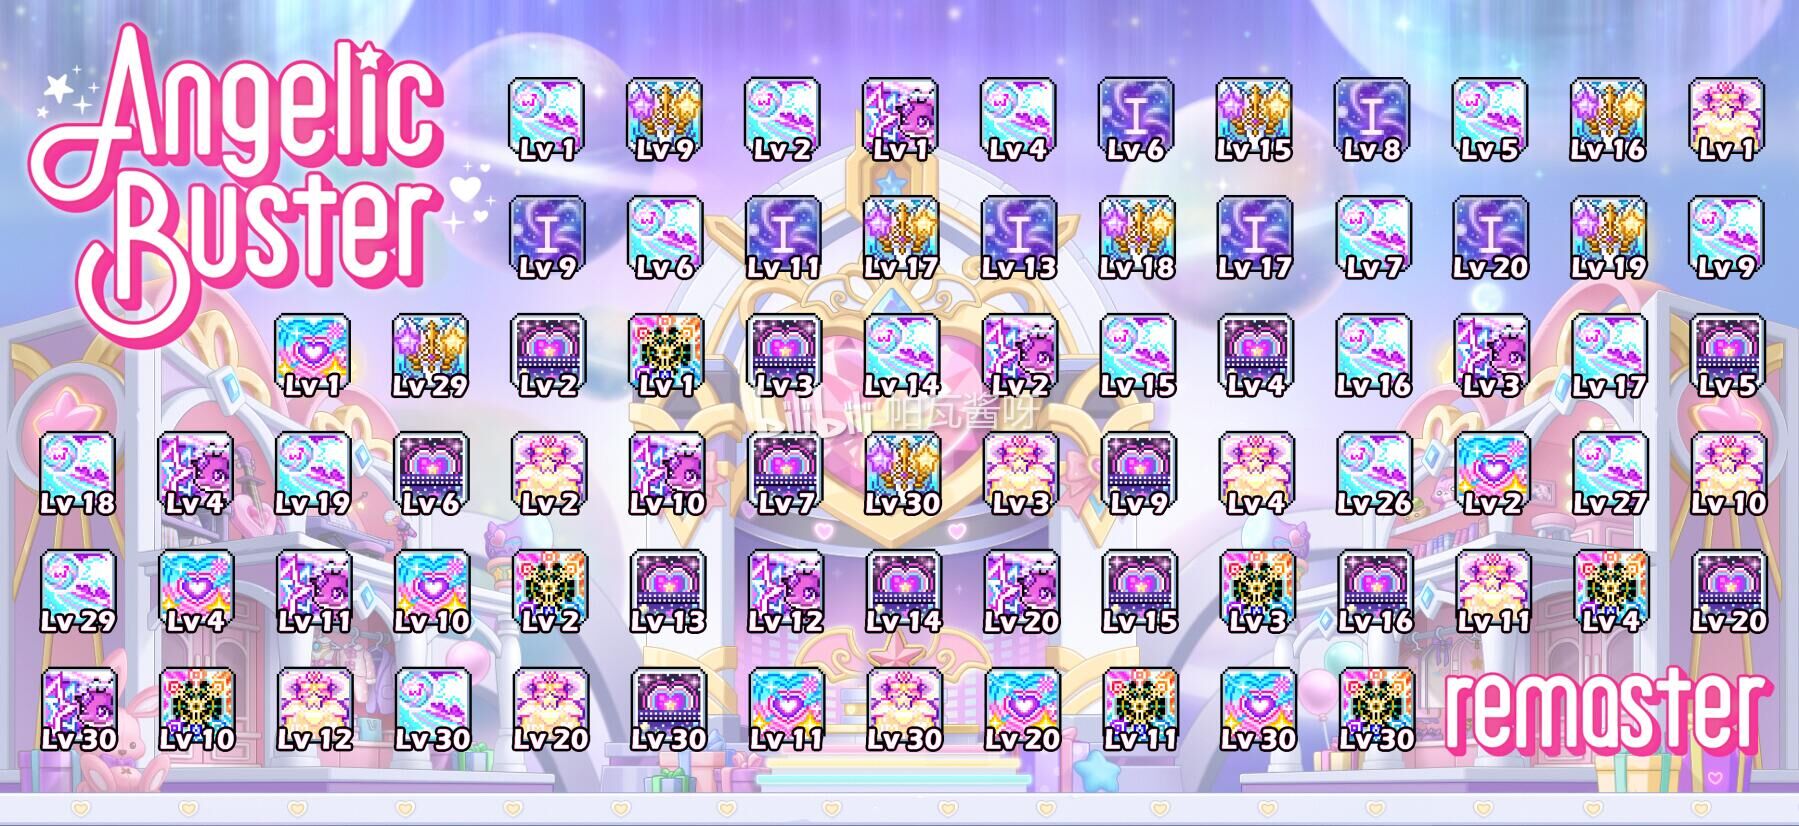 Angelic
Buster
Lv 1 Lv 9 Lv 2 Lv 1 Lv 4 I Lv 6 Lv 15 I Lv 8 Lv 5 Lv 16 Lv 1
I Lv 9 Lv 6 I Lv 11 Lv 17 I Lv 13 Lv 18 I Lv 17 Lv 7 I Lv 20 Lv 19 Lv 9
Lv 1 Lv 29 Lv 2 Lv 1 Lv 3 Lv 14 Lv 2 Lv 15 Lv 4 Lv 16 Lv 3 Lv 17 Lv 5
bilibili 帕瓦酱呀
Lv 18 Lv 4 Lv 19 Lv 6 Lv 2 Lv 10 Lv 7 Lv 30 Lv 3 Lv 9 Lv 4 Lv 26 Lv 2 Lv 27 Lv 10
Lv 29 Lv 4 Lv 11 Lv 10 Lv 2 Lv 13 Lv 12 Lv 14 Lv 20 Lv 15 Lv 3 Lv 16 Lv 11 Lv 4 Lv 20
Lv 30 Lv 10 Lv 12 Lv 30 Lv 20 Lv 30 Lv 11 Lv 30 Lv 20 Lv 11 Lv 30 Lv 30
remaster